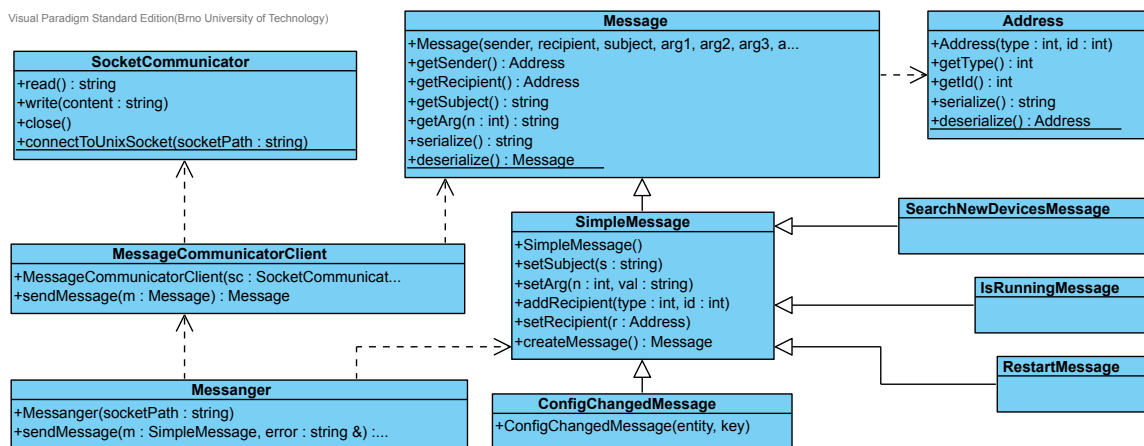 Visual Paradigm Standard Edition(Brno University of Technology)
SocketCommunicator
+read() : string
+write(content : string)
+close()
+connectToUnixSocket(socketPath : string)
Message
+Message(sender, recipient, subject, arg1, arg2, arg3, a...
+getSender() : Address
+getRecipient() : Address
+getSubject() : string
+getArg(n : int) : string
+serialize() : string
+deserialize() : Message
Address
+Address(type : int, id : int)
+getType() : int
+getId() : int
+serialize() : string
+deserialize() : Address
MessageCommunicatorClient
+MessageCommunicatorClient(sc : SocketCommunicat...
+sendMessage(m : Message) : Message
SimpleMessage
+SimpleMessage()
+setSubject(s : string)
+setArg(n : int, val : string)
+addRecipient(type : int, id : int)
+setRecipient(r : Address)
+createMessage() : Message
SearchNewDevicesMessage
IsRunningMessage
RestartMessage
Messanger
+Messanger(socketPath : string)
+sendMessage(m : SimpleMessage, error : string &) :...
ConfigChangedMessage
+ConfigChangedMessage(entity, key)